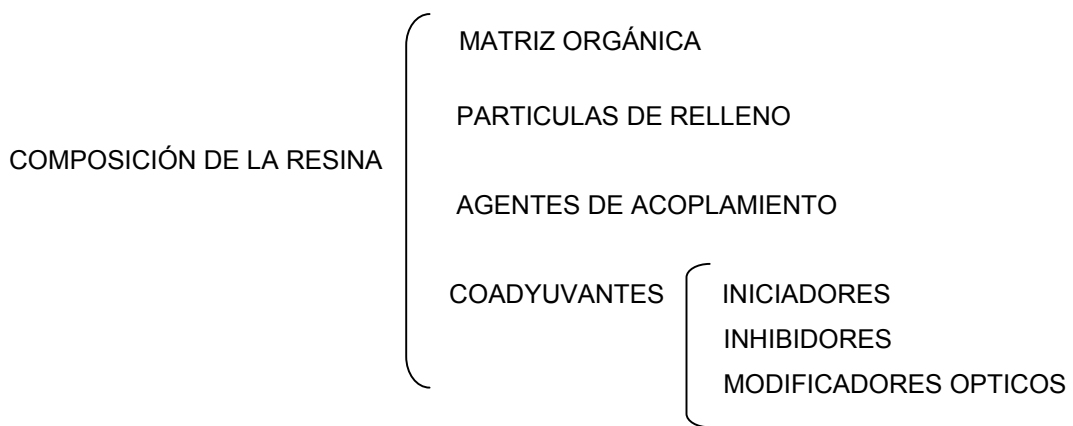 MATRIZ ORGÁNICA
PARTICULAS DE RELLENO
COMPOSICIÓN DE LA RESINA
AGENTES DE ACOPLAMIENTO
COADYUVANTES INICIADORES
INHIBIDORES
MODIFICADORES OPTICOS